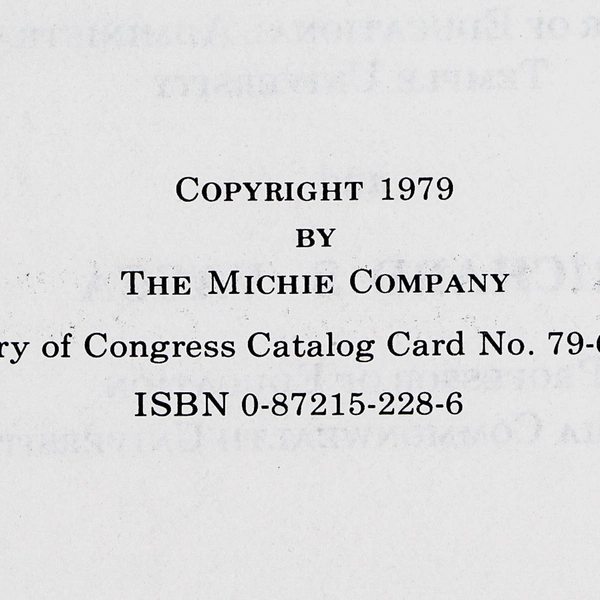 COPYRIGHT 1979
BY
THE MICHIE COMPANY
ry of Congress Catalog Card No. 79-
ISBN 0-87215-228-6